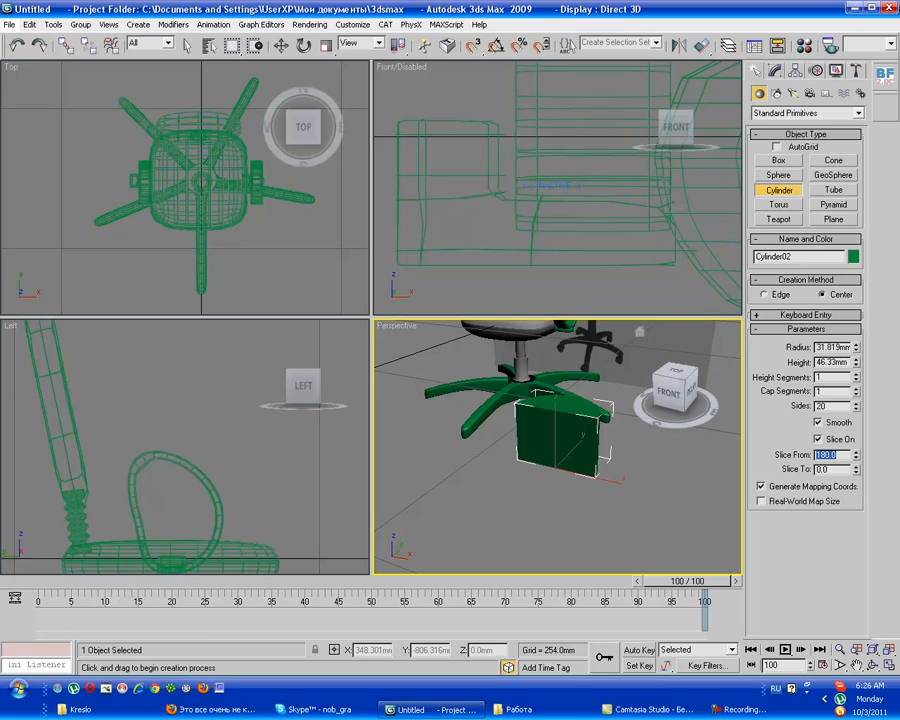 Untitled - Project Folder: C:\Documents and Settings\UserXP\Мои документы\3dsmax - Autodesk 3ds Max 2009 - Display : Direct 3D
File Edit Tools Group Views Create Modifiers Animation Graph Editors Rendering Customize CAT PhysX MAXScript Help
All View Create Selection Set
Top
TOP
Front/Disabled
FRONT
BF
Standard Primitives
- Object Type
AutoGrid
Box Cone
Sphere GeoSphere
Cylinder Tube
Torus Pyramid
Teapot Plane
- Name and Color
Cylinder02
- Creation Method
Edge Center
+ Keyboard Entry
- Parameters
Left
LEFT
Perspective
TOP
FRONT
Radius: 31.819mm
Height: 46.33mm
Height Segments: 1
Cap Segments: 1
Sides: 20
Smooth
Slice On
Slice From: 180.0
Slice To: 0.0
Generate Mapping Coords.
Real-World Map Size
100 / 100
0 5 10 15 20 25 30 35 40 45 50 55 60 65 70 75 80 85 90 95 100
1 Object Selected X: 348.301mm Y: -806.316mm Z: 0.0mm Grid = 254.0mm Auto Key Selected
ini Listener Click and drag to begin creation process Add Time Tag Set Key Key Filters... 100
RU 6:26 AM
Monday
10/3/2011
Kreslo Это все очень не к... Skype™ - nob_gra Untitled - Project ... Работа Camtasia Studio - Бе... Recording...